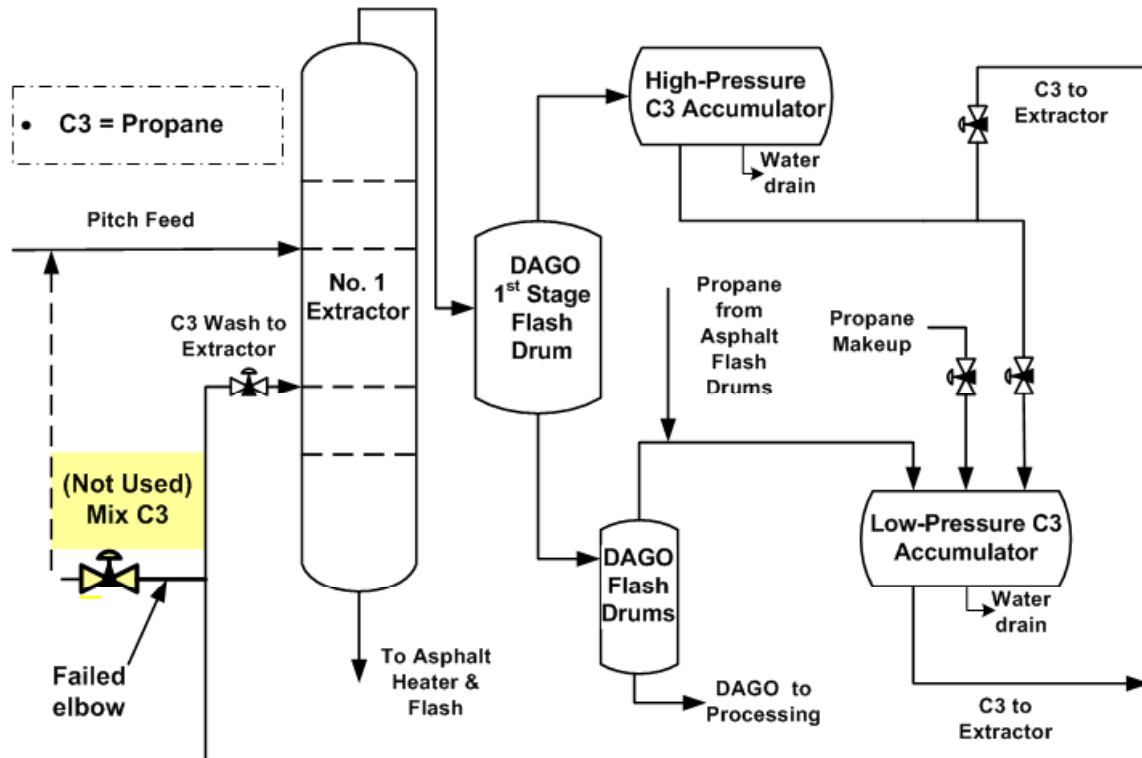 High-Pressure
C3 Accumulator
C3 to
Extractor
• C3 = Propane
Water
drain
Pitch Feed
DAGO
1st Stage
Flash
Drum
No. 1
Extractor
Propane
from
Asphalt
Flash
Drums
C3 Wash to
Extractor
Propane
Makeup
(Not Used)
Mix C3
Low-Pressure C3
Accumulator
DAGO
Flash
Drums
Water
drain
Failed
elbow
To Asphalt
Heater &
Flash
DAGO to
Processing
C3 to
Extractor